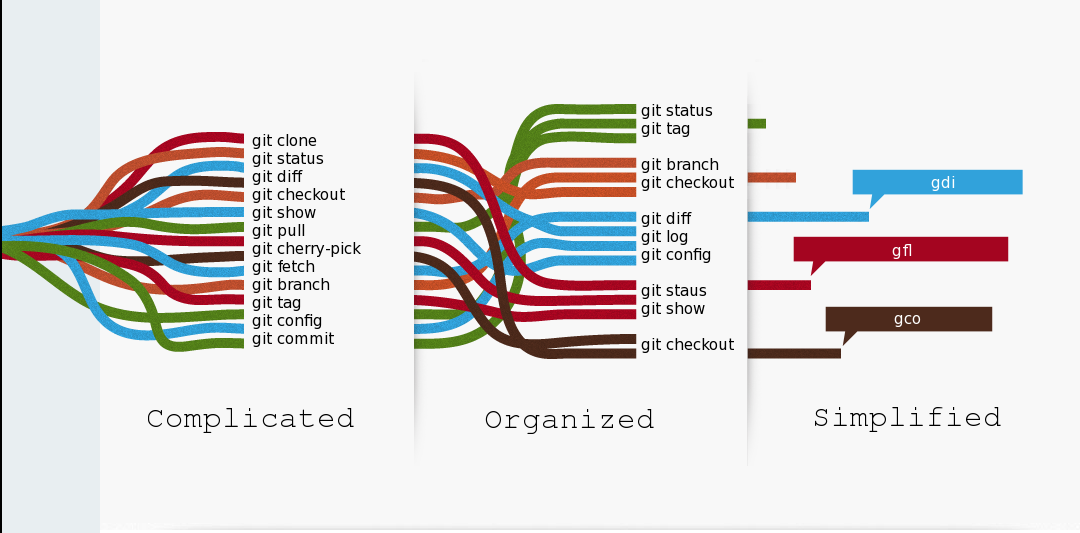 git clone
git status
git diff
git checkout
git show
git pull
git cherry-pick
git fetch
git branch
git tag
git config
git commit
Complicated
git status
git tag
git branch
git checkout
git diff
git log
git config
git staus
git show
git checkout
Organized
gdi
gfl
gco
Simplified